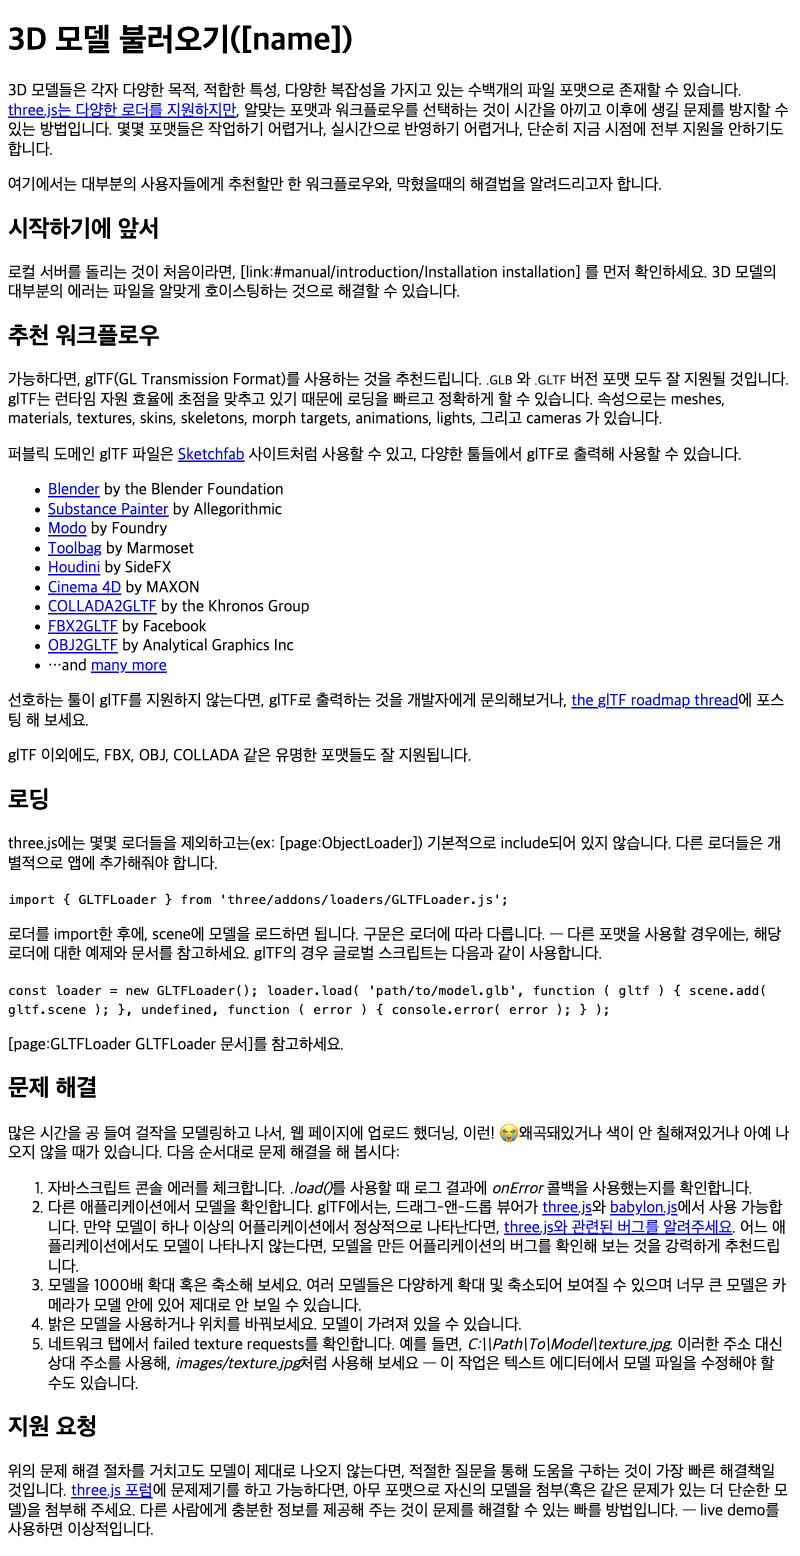 3D 모델 불러오기([name])
3D 모델들은 각자 다양한 목적, 적합한 특성, 다양한 복잡성을 가지고 있는 수백개의 파일 포맷으로 존재할 수 있습니다.
three.js는 다양한 로더를 지원하지만, 알맞는 포맷과 워크플로우를 선택하는 것이 시간을 아끼고 이후에 생길 문제를 방지할 수
있는 방법입니다. 몇몇 포맷들은 작업하기 어렵거나, 실시간으로 반영하기 어렵거나, 단순히 지금 시점에 전부 지원을 안하기도
합니다.
여기에서는 대부분의 사용자들에게 추천할만 한 워크플로우와, 막혔을때의 해결법을 알려드리고자 합니다.
시작하기에 앞서
로컬 서버를 돌리는 것이 처음이라면, [link:#manual/introduction/Installation installation] 를 먼저 확인하세요. 3D 모델의
대부분의 에러는 파일을 알맞게 호이스팅하는 것으로 해결할 수 있습니다.
추천 워크플로우
가능하다면, glTF(GL Transmission Format)를 사용하는 것을 추천드립니다. .GLB 와 .GLTF 버전 포맷 모두 잘 지원될 것입니다.
glTF는 런타임 자원 효율에 초점을 맞추고 있기 때문에 로딩을 빠르고 정확하게 할 수 있습니다. 속성으로는 meshes,
materials, textures, skins, skeletons, morph targets, animations, lights, 그리고 cameras 가 있습니다.
퍼블릭 도메인 glTF 파일은 Sketchfab 사이트처럼 사용할 수 있고, 다양한 툴들에서 glTF로 출력해 사용할 수 있습니다.
• Blender by the Blender Foundation
• Substance Painter by Allegorithmic
• Modo by Foundry
• Toolbag by Marmoset
• Houdini by SideFX
• Cinema 4D by MAXON
• COLLADA2GLTF by the Khronos Group
• FBX2GLTF by Facebook
• OBJ2GLTF by Analytical Graphics Inc
• …and many more
선호하는 툴이 glTF를 지원하지 않는다면, glTF로 출력하는 것을 개발자에게 문의해보거나, the glTF roadmap thread에 포스
팅 해 보세요.
glTF 이외에도, FBX, OBJ, COLLADA 같은 유명한 포맷들도 잘 지원됩니다.
로딩
three.js에는 몇몇 로더들을 제외하고는(ex: [page:ObjectLoader]) 기본적으로 include되어 있지 않습니다. 다른 로더들은 개
별적으로 앱에 추가해줘야 합니다.
import { GLTFLoader } from 'three/addons/loaders/GLTFLoader.js';
로더를 import한 후에, scene에 모델을 로드하면 됩니다. 구문은 로더에 따라 다릅니다. — 다른 포맷을 사용할 경우에는, 해당
로더에 대한 예제와 문서를 참고하세요. glTF의 경우 글로벌 스크립트는 다음과 같이 사용합니다.
const loader = new GLTFLoader(); loader.load( 'path/to/model.glb', function ( gltf ) { scene.add(
gltf.scene ); }, undefined, function ( error ) { console.error( error ); } );
[page:GLTFLoader GLTFLoader 문서]를 참고하세요.
문제 해결
많은 시간을 공 들여 걸작을 모델링하고 나서, 웹 페이지에 업로드 했더닝, 이런! 😭왜곡돼있거나 색이 안 칠해져있거나 아예 나
오지 않을 때가 있습니다. 다음 순서대로 문제 해결을 해 봅시다:
1. 자바스크립트 콘솔 에러를 체크합니다. .load()를 사용할 때 로그 결과에 onError 콜백을 사용했는지를 확인합니다.
2. 다른 애플리케이션에서 모델을 확인합니다. glTF에서는, 드래그-앤-드롭 뷰어가 three.js와 babylon.js에서 사용 가능합니
다. 만약 모델이 하나 이상의 어플리케이션에서 정상적으로 나타난다면, three.js와 관련된 버그를 알려주세요. 어느 애
플리케이션에서도 모델이 나타나지 않는다면, 모델을 만든 어플리케이션의 버그를 확인해 보는 것을 강력하게 추천드립
니다.
3. 모델을 1000배 확대 혹은 축소해 보세요. 여러 모델들은 다양하게 확대 및 축소되어 보여질 수 있으며 너무 큰 모델은 카
메라가 모델 안에 있어 제대로 안 보일 수 있습니다.
4. 밝은 모델을 사용하거나 위치를 바꿔보세요. 모델이 가려져 있을 수 있습니다.
5. 네트워크 탭에서 failed texture requests를 확인합니다. 예를 들면, C:\\Path\To\Model\texture.jpg. 이러한 주소 대신
상대 주소를 사용해, images/texture.jpg처럼 사용해 보세요 — 이 작업은 텍스트 에디터에서 모델 파일을 수정해야 할
수도 있습니다.
지원 요청
위의 문제 해결 절차를 거치고도 모델이 제대로 나오지 않는다면, 적절한 질문을 통해 도움을 구하는 것이 가장 빠른 해결책일
것입니다. three.js 포럼에 문제제기를 하고 가능하다면, 아무 포맷으로 자신의 모델을 첨부(혹은 같은 문제가 있는 더 단순한 모
델)을 첨부해 주세요. 다른 사람에게 충분한 정보를 제공해 주는 것이 문제를 해결할 수 있는 빠를 방법입니다. — live demo를
사용하면 이상적입니다.